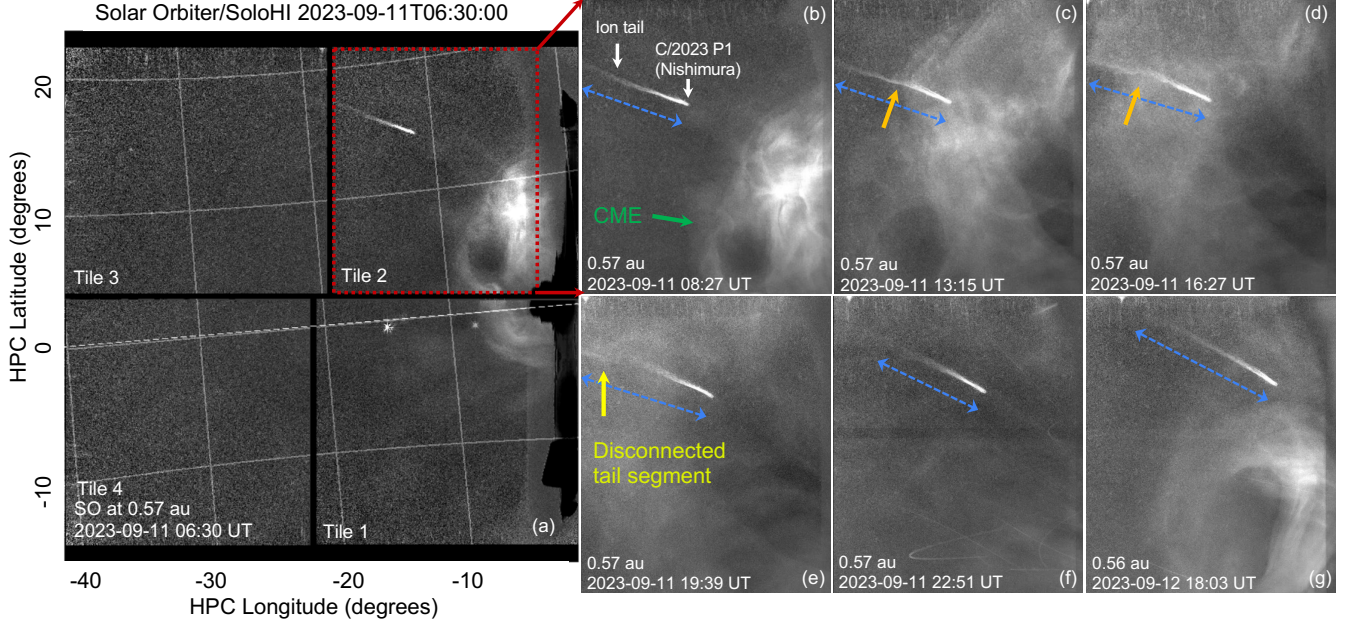 Solar Orbiter/SoloHI 2023-09-11T06:30:00
HPC Latitude (degrees)
20
10
0
-10
Tile 3
Tile 2
Tile 4
SO at 0.57 au
2023-09-11 06:30 UT
Tile 1
(a)
-40
-30
-20
-10
HPC Longitude (degrees)
(b)
Ion tail
C/2023 P1
(Nishimura)
CME
0.57 au
2023-09-11 08:27 UT
(c)
0.57 au
2023-09-11 13:15 UT
(d)
0.57 au
2023-09-11 16:27 UT
Disconnected
tail segment
0.57 au
2023-09-11 19:39 UT
(e)
0.57 au
2023-09-11 22:51 UT
(f)
0.56 au
2023-09-12 18:03 UT
(g)